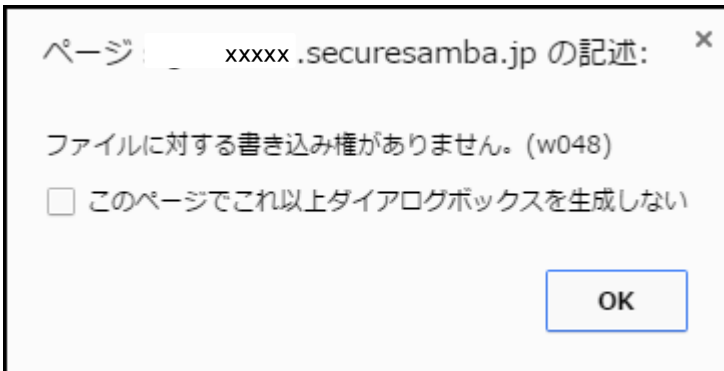 ページ xxxxx .securesamba.jp の記述:
ファイルに対する書き込み権がありません。(w048)
このページでこれ以上ダイアログボックスを生成しない
OK